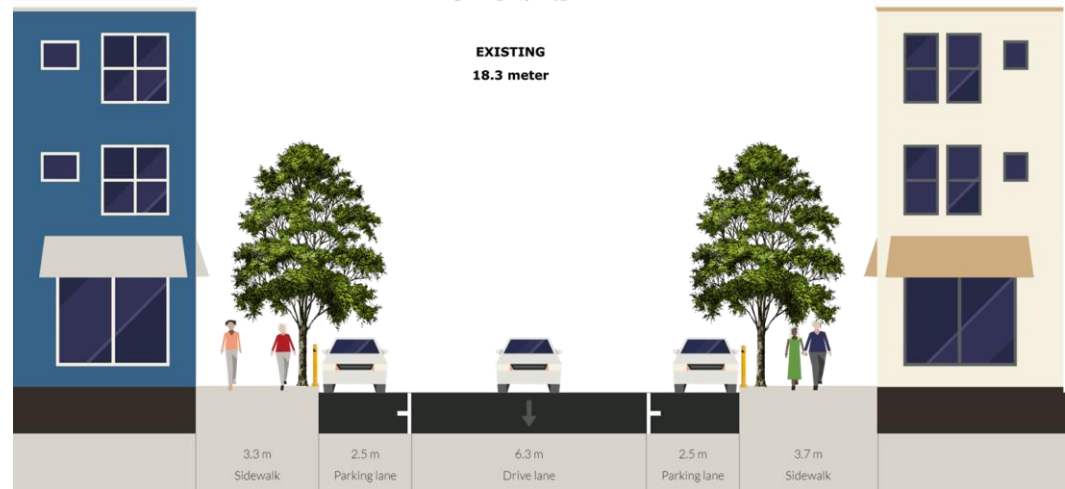 EXISTING
18.3 meter
3.3 m
Sidewalk
2.5 m
Parking lane
6.3 m
Drive lane
2.5 m
Parking lane
3.7 m
Sidewalk